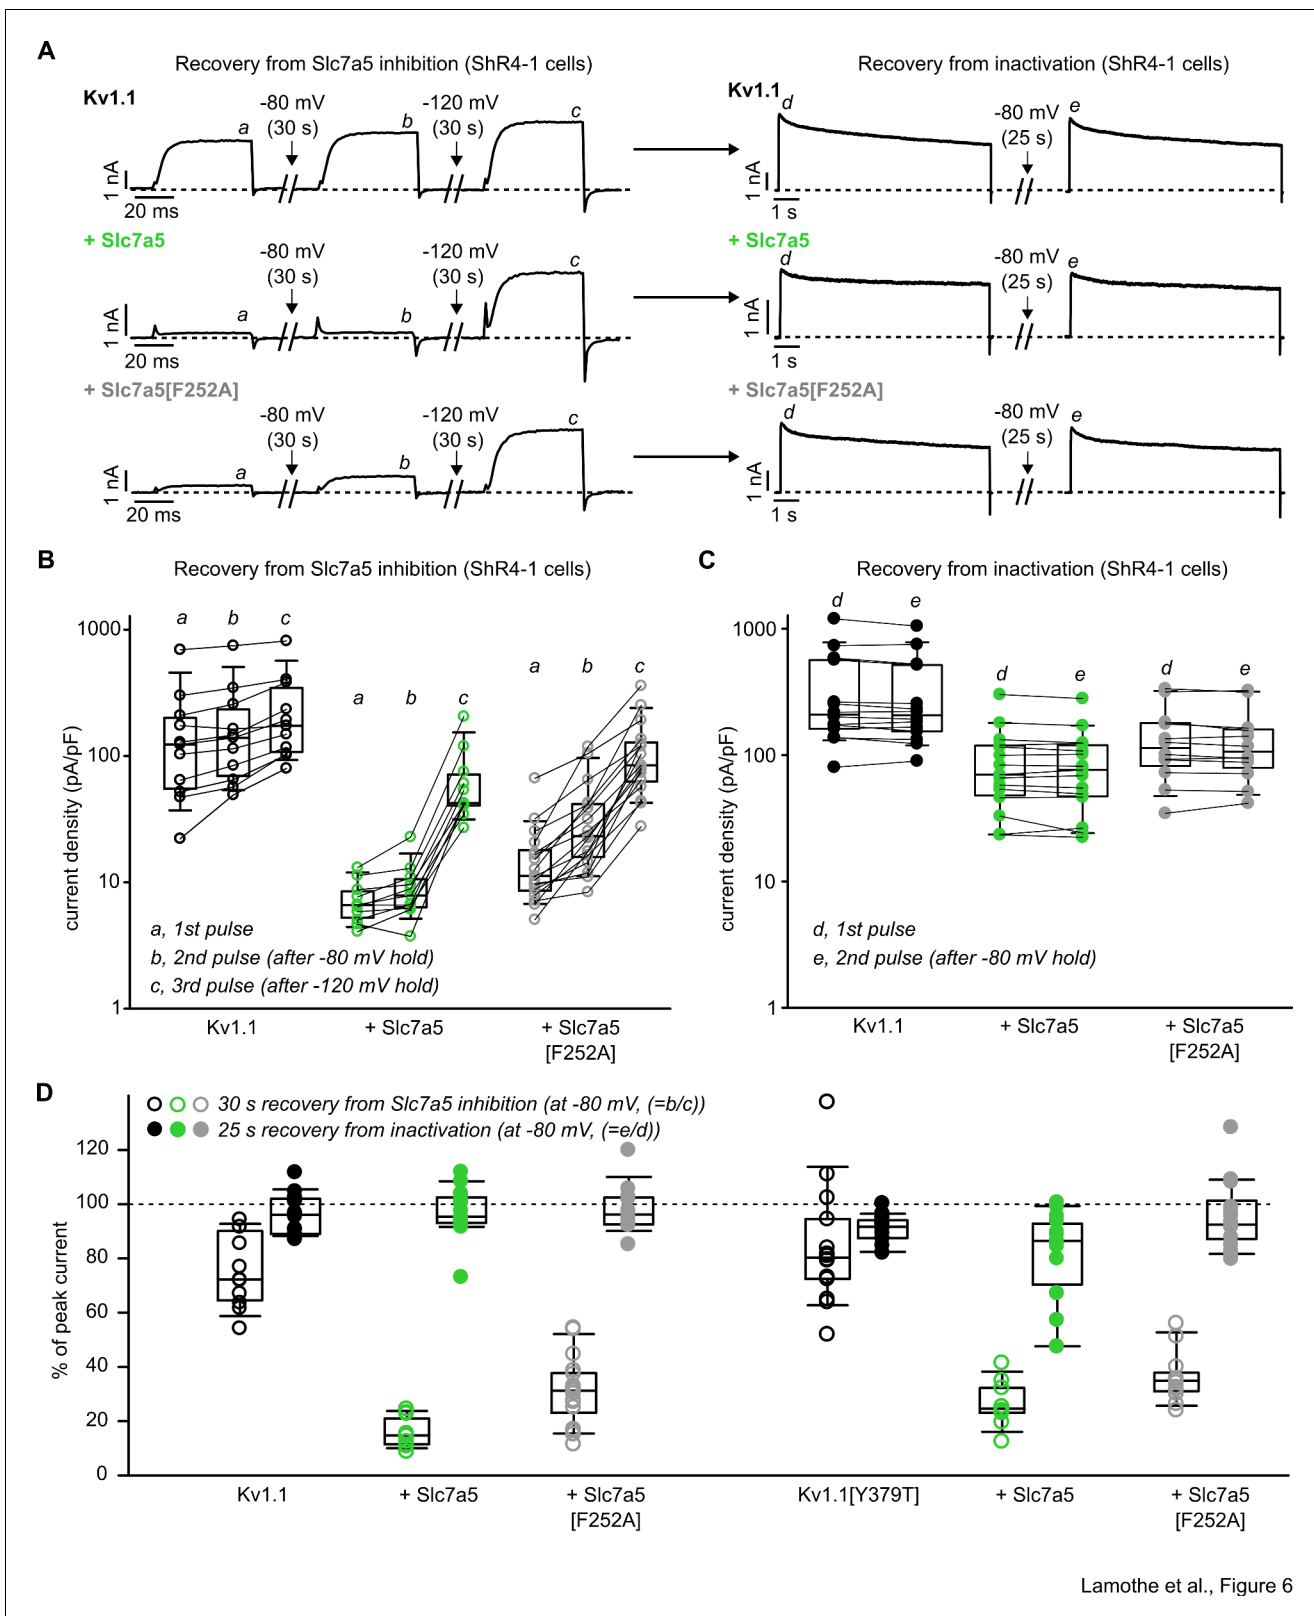 A
Recovery from Slc7a5 inhibition (ShR4-1 cells)
Recovery from inactivation (ShR4-1 cells)
Kv1.1
-80 mV
(30 s)
-120 mV
(30 s)
a
b
c
1 nA
20 ms
Kv1.1
d
e
-80 mV
(25 s)
1 nA
1 s
+ Slc7a5
-80 mV
(30 s)
-120 mV
(30 s)
a
b
c
1 nA
20 ms
+ Slc7a5
d
e
-80 mV
(25 s)
1 nA
1 s
+ Slc7a5[F252A]
-80 mV
(30 s)
-120 mV
(30 s)
a
b
c
1 nA
20 ms
+ Slc7a5[F252A]
d
e
-80 mV
(25 s)
1 nA
1 s
B
Recovery from Slc7a5 inhibition (ShR4-1 cells)
current density (pA/pF)
1000
100
10
1
a b c
a b c
a b c
a, 1st pulse
b, 2nd pulse (after -80 mV hold)
c, 3rd pulse (after -120 mV hold)
Kv1.1
+ Slc7a5
+ Slc7a5
[F252A]
C
Recovery from inactivation (ShR4-1 cells)
current density (pA/pF)
1000
100
10
1
d e
d e
d e
d, 1st pulse
e, 2nd pulse (after -80 mV hold)
Kv1.1
+ Slc7a5
+ Slc7a5
[F252A]
D
30 s recovery from Slc7a5 inhibition (at -80 mV, (=b/c))
25 s recovery from inactivation (at -80 mV, (=e/d))
% of peak current
120
100
80
60
40
20
0
Kv1.1
+ Slc7a5
+ Slc7a5
[F252A]
Kv1.1[Y379T]
+ Slc7a5
+ Slc7a5
[F252A]
Lamothe et al., Figure 6